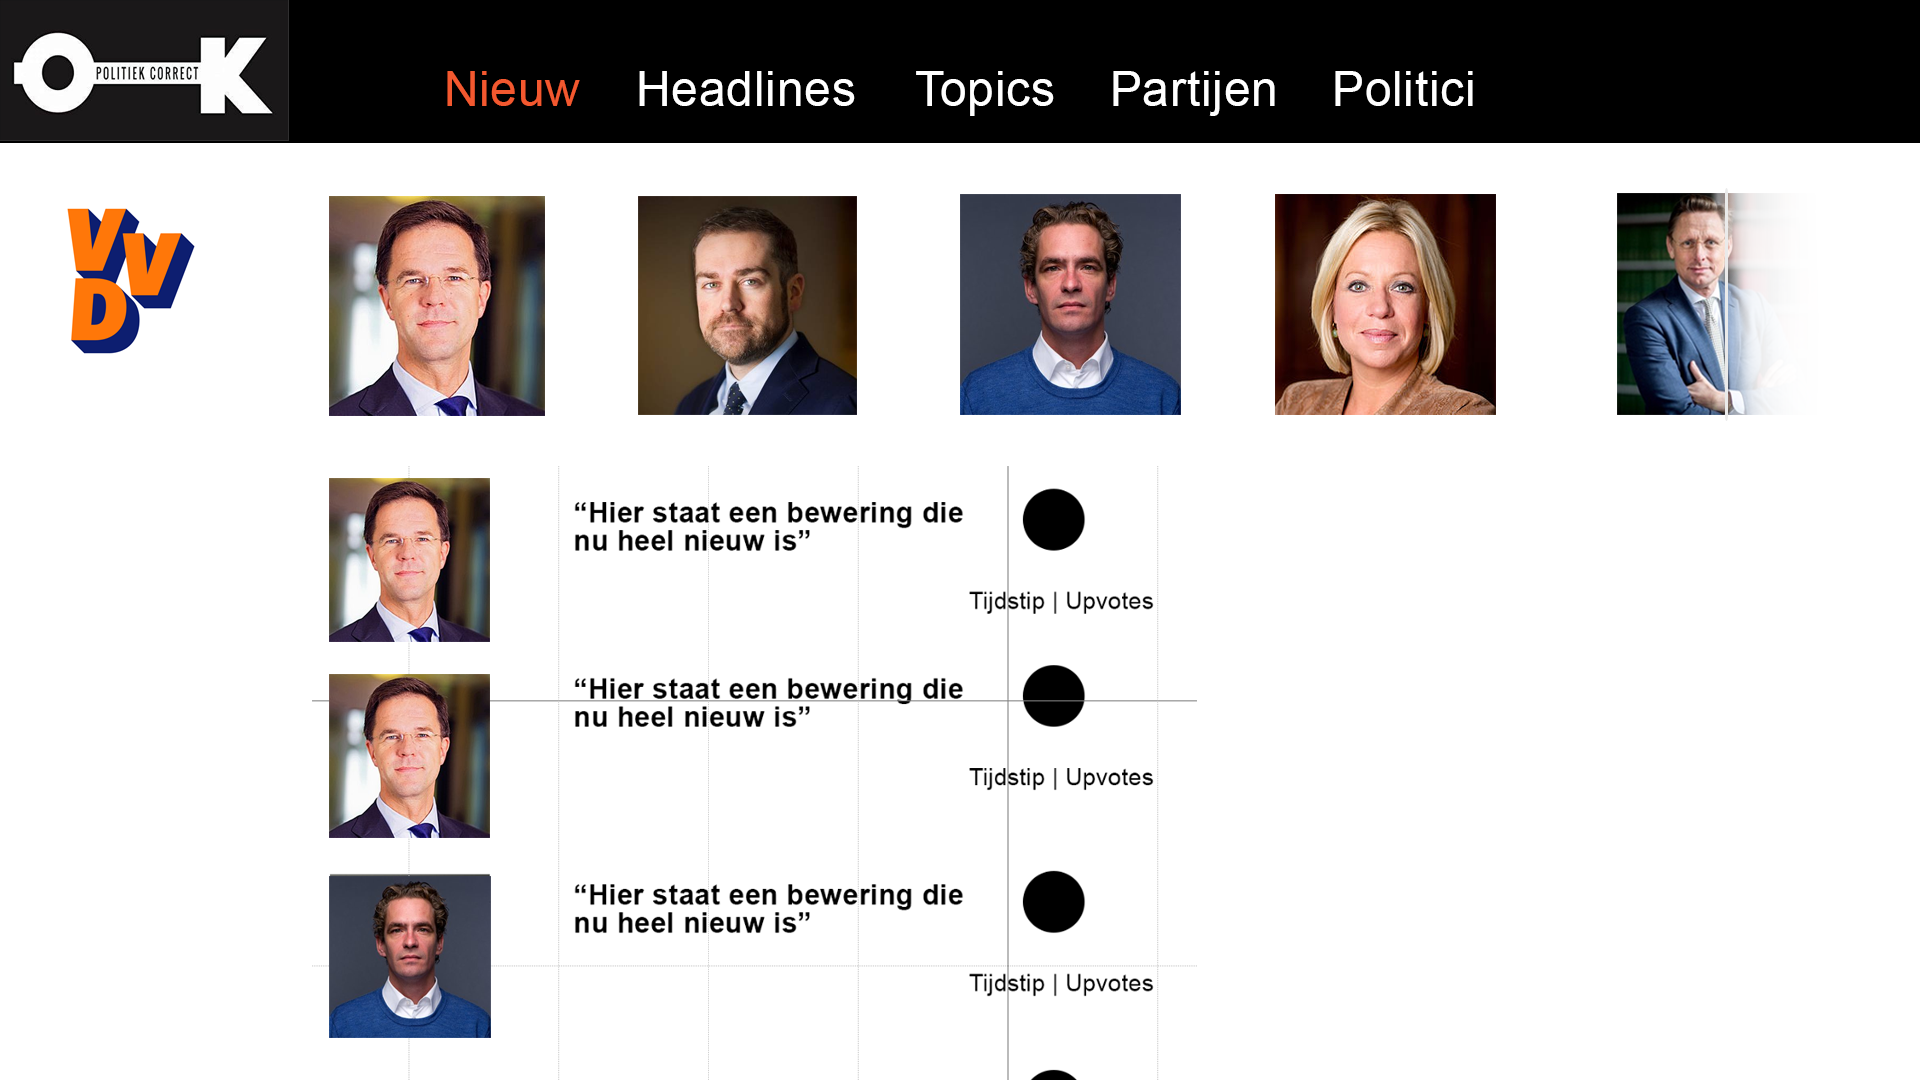 O POLITIEK CORRECT K
Nieuw Headlines Topics Partijen Politici
VVD
“Hier staat een bewering die
nu heel nieuw is”
Tijdstip | Upvotes
“Hier staat een bewering die
nu heel nieuw is”
Tijdstip | Upvotes
“Hier staat een bewering die
nu heel nieuw is”
Tijdstip | Upvotes